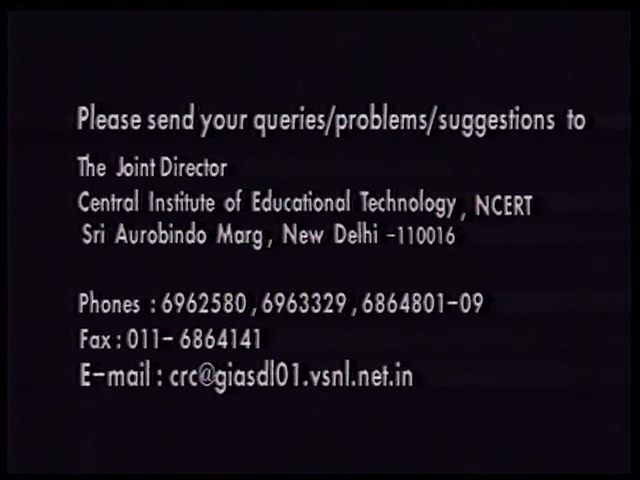 Please send your queries/problems/suggestions to
The Joint Director
Central Institute of Educational Technology, NCERT
Sri Aurobindo Marg, New Delhi -110016
Phones : 6962580, 6963329, 6864801-09
Fax : 011- 6864141
E-mail : crc@giasdl01.vsnl.net.in